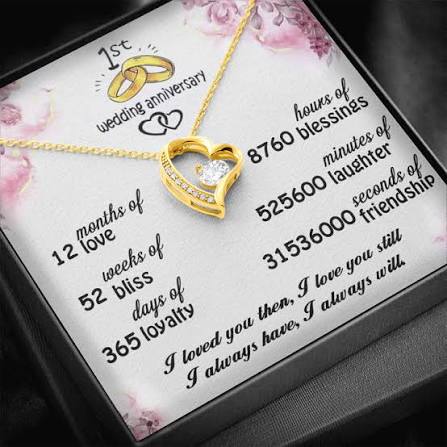 1st
wedding anniversary
12 months of love
52 weeks of bliss
365 days of loyalty
8760 hours of blessings
525600 minutes of laughter
31536000 seconds of friendship
I loved you then, I love you still
I always have, I always will.